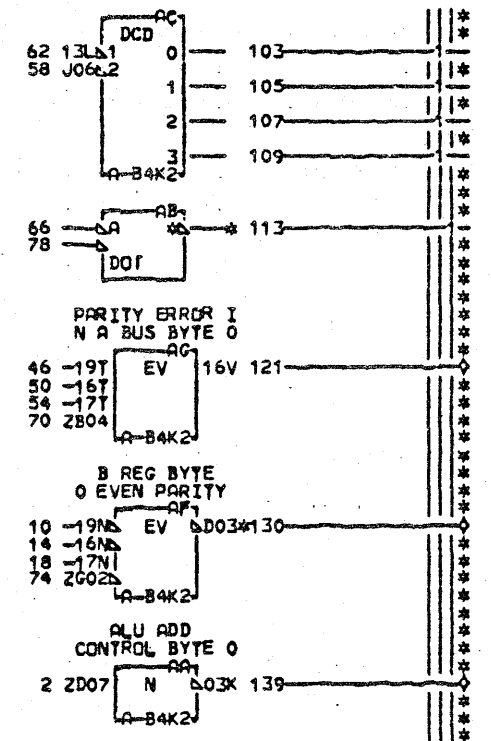 AC
DCD
62 13L 1 0 103
58 J06 2
1 105
2 107
3 109
A-B4K2
AB
66 A * * 113
78
DOT
PARITY ERROR I
N A BUS BYTE 0
AG
46 -19T EV 16V 121
50 -16T
54 -17T
70 ZB04
A-B4K2
B REG BYTE
0 EVEN PARITY
AF
10 -19N EV D03*130
14 -16N
18 -17N
74 ZG02
A-B4K2
ALU ADD
CONTROL BYTE 0
AA
2 ZD07 N 03X 139
A-B4K2